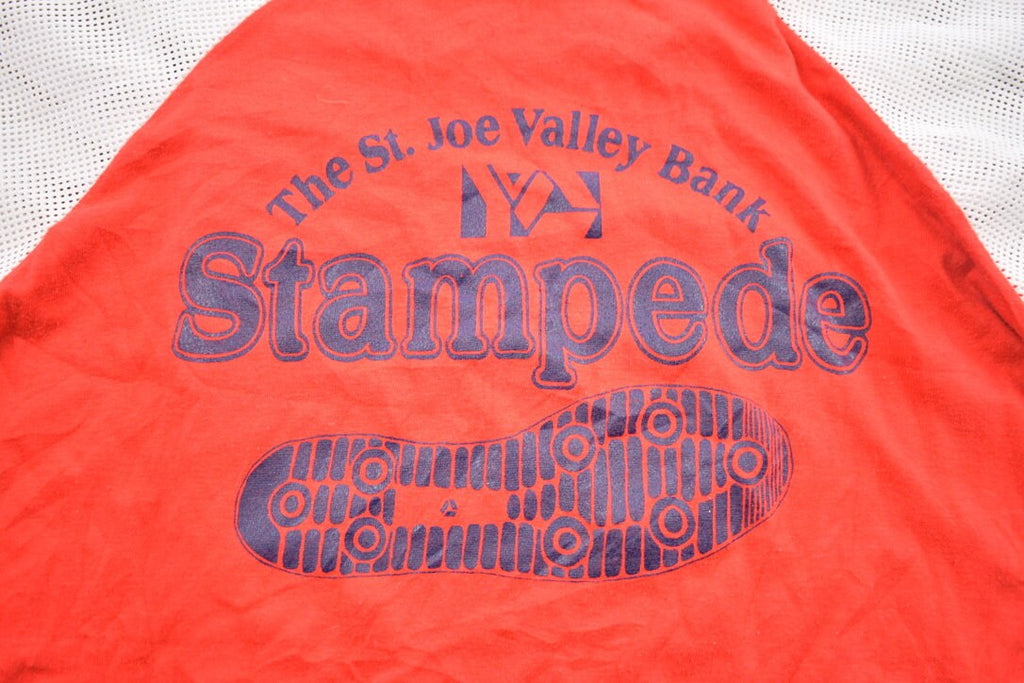 The St. Joe Valley Bank
Stampede